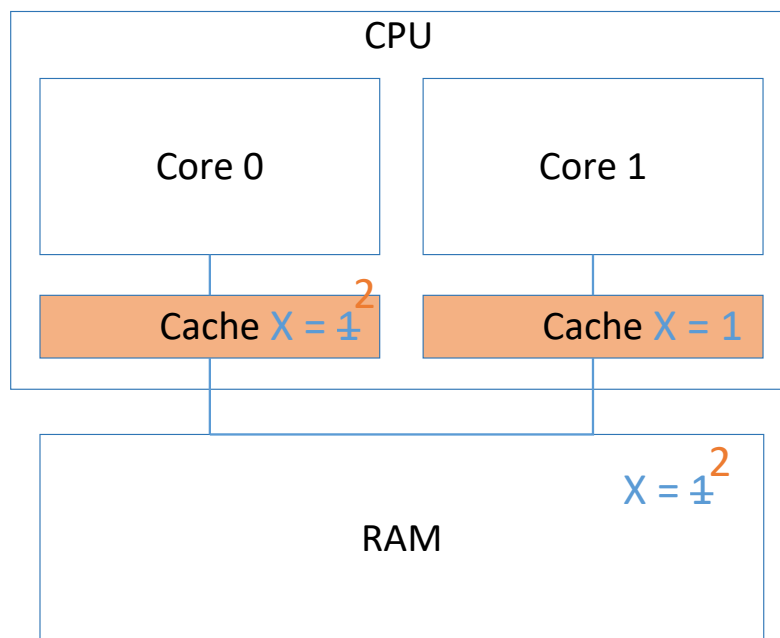 CPU
Core 0
Core 1
Cache X = 1 2
Cache X = 1
X = 1 2
RAM